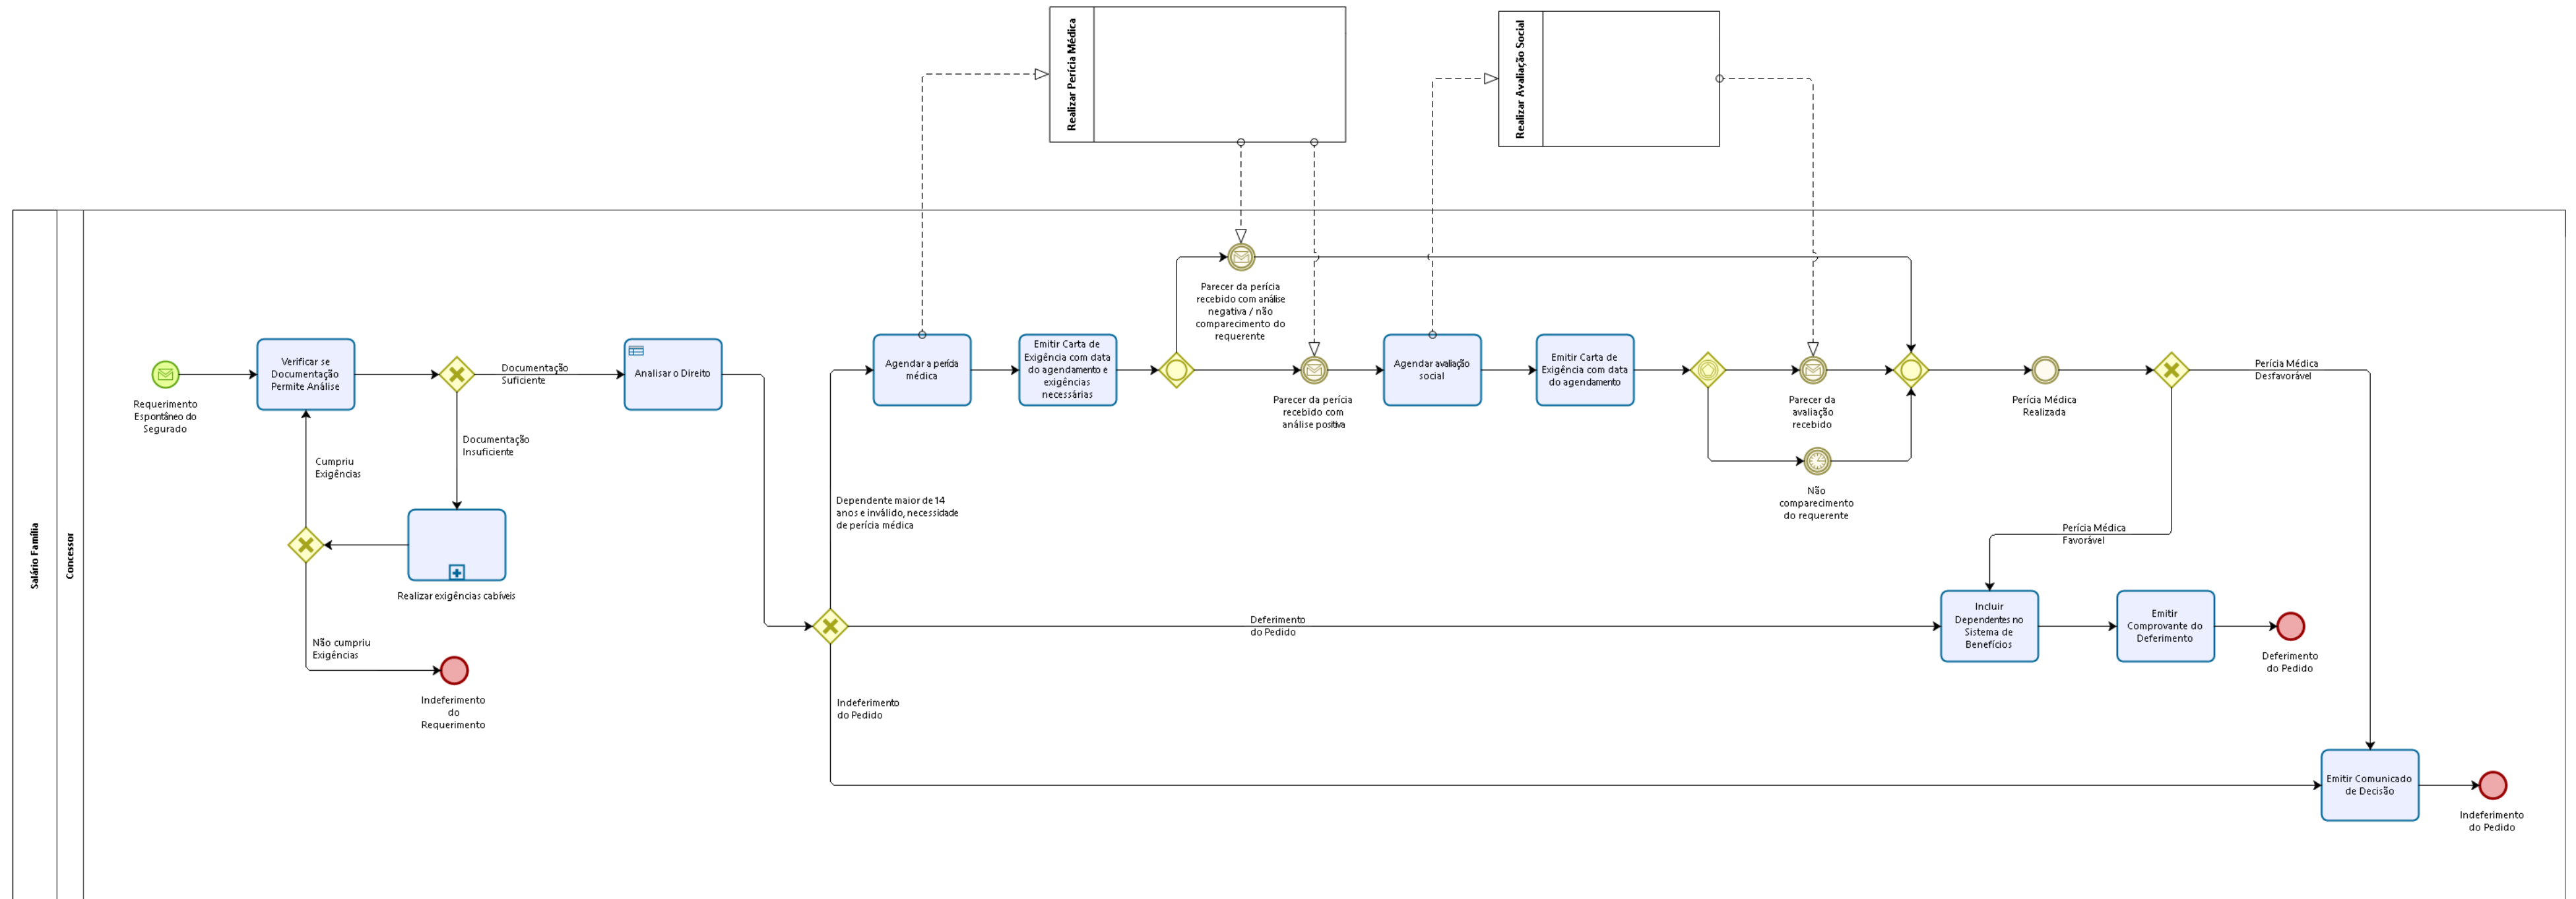 Realizar Perícia Médica
Realizar Avaliação Social
Salário Família
Concessor
Requerimento
Espontâneo do
Segurado
Verificar se
Documentação
Permite Análise
Documentação
Suficiente
Documentação
Insuficiente
Cumpriu
Exigências
Realizar exigências cabíveis
Não cumpriu
Exigências
Indeferimento
do
Requerimento
Analisar o Direito
Dependente maior de 14
anos e inválido, necessidade
de perícia médica
Deferimento
do Pedido
Indeferimento
do Pedido
Agendar a perícia
médica
Emitir Carta de
Exigência com data
do agendamento e
exigências
necessárias
Parecer da perícia
recebido com análise
negativa / não
comparecimento do
requerente
Parecer da perícia
recebido com
análise positiva
Agendar avaliação
social
Emitir Carta de
Exigência com data
do agendamento
Parecer da
avaliação
recebido
Não
comparecimento
do requerente
Perícia Médica
Realizada
Perícia Médica
Desfavorável
Perícia Médica
Favorável
Incluir
Dependentes no
Sistema de
Benefícios
Emitir
Comprovante do
Deferimento
Deferimento
do Pedido
Emitir Comunicado
de Decisão
Indeferimento
do Pedido